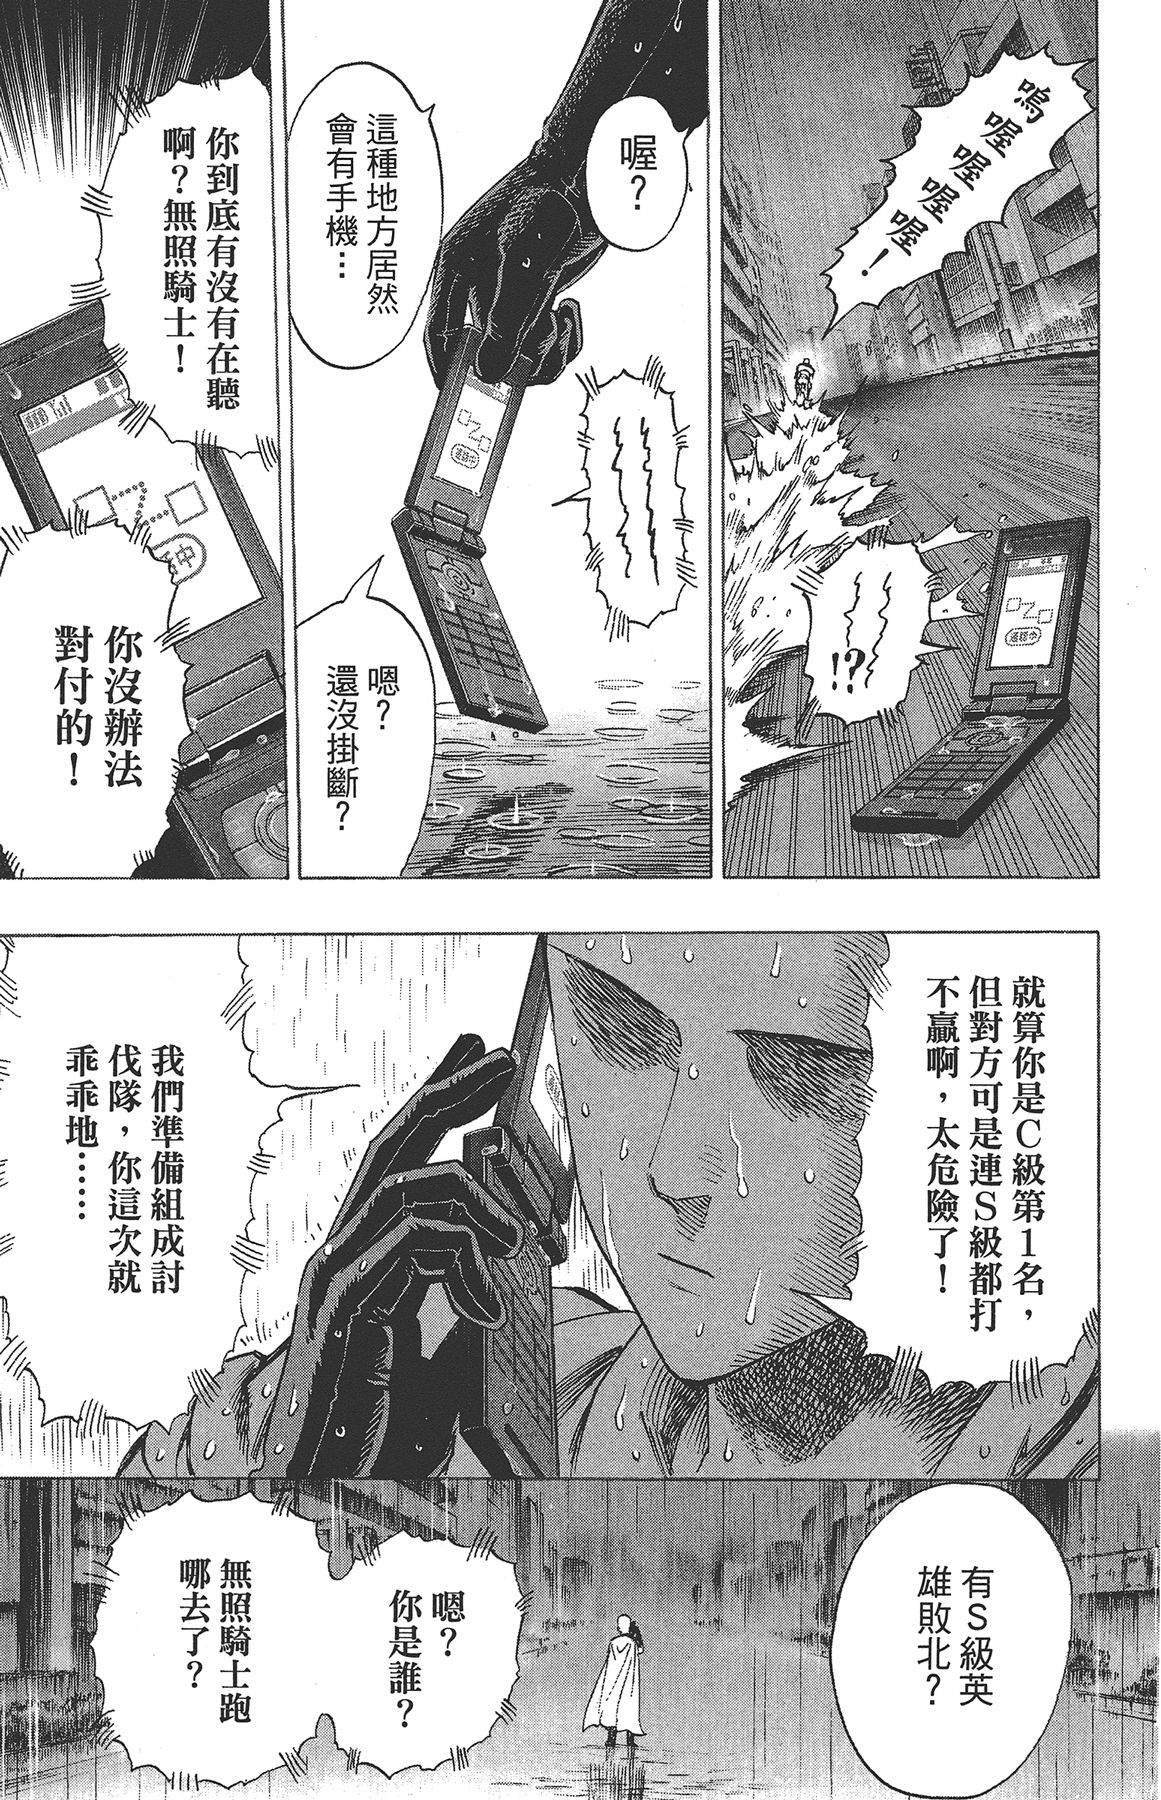 嗚喔喔喔喔！
!?
喔？
這種地方居然
會有手機…
嗯？
還沒掛斷？
你到底有沒有在聽
啊？無照騎士！
你沒辦法
對付的！
就算你是C級第1名，
但對方可是連S級都打
不贏啊，太危險了！
我們準備組成討
伐隊，你這次就
乖乖地……
有S級英
雄敗北？
嗯？
你是誰？
無照騎士跑
哪去了？